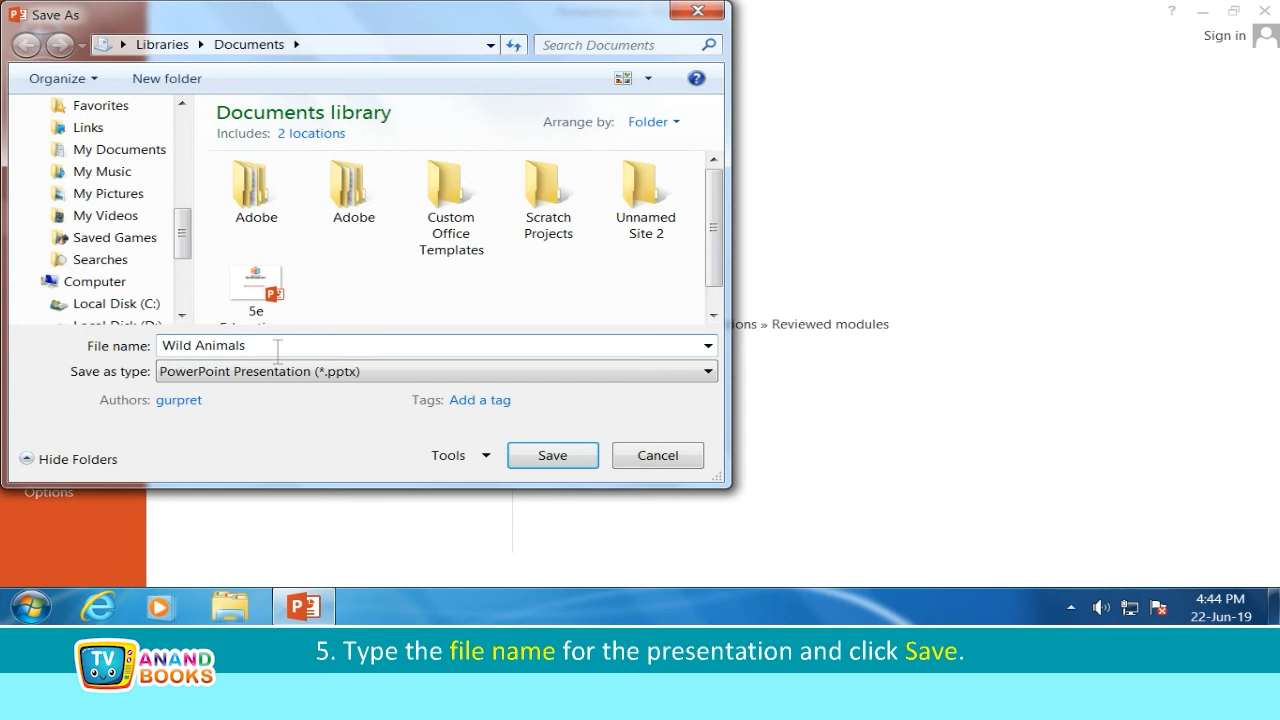 Save As
?
Sign in
Libraries
Documents
Search Documents
Organize
New folder
?
Favorites
Links
My Documents
My Music
My Pictures
My Videos
Saved Games
Searches
Computer
Local Disk (C:)
Documents library
Includes: 2 locations
Arrange by: Folder
Adobe
Adobe
Custom
Office
Templates
Scratch
Projects
Unnamed
Site 2
5e
ions » Reviewed modules
File name: Wild Animals
Save as type: PowerPoint Presentation (*.pptx)
Authors: gurpret
Tags: Add a tag
Hide Folders
Tools
Save
Cancel
Options
4:44 PM
22-Jun-19
TV
ANAND
BOOKS
5. Type the file name for the presentation and click Save.